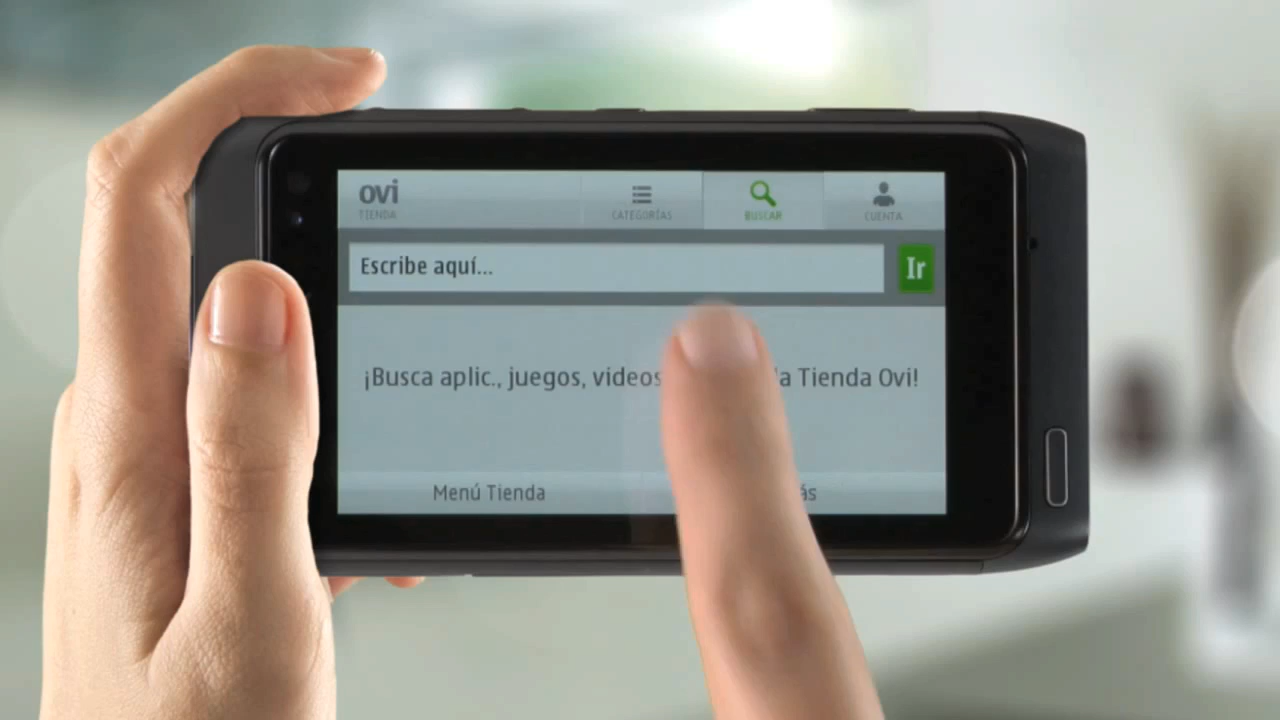 ovi
TIENDA
CATEGORÍAS
BUSCAR
CUENTA
Escribe aquí...
Ir
¡Busca aplic., juegos, videos la Tienda Ovi!
Menú Tienda